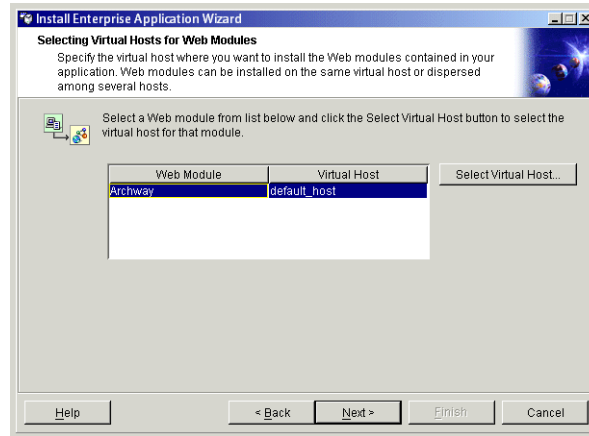 Install Enterprise Application Wizard
Selecting Virtual Hosts for Web Modules
Specify the virtual host where you want to install the Web modules contained in your
application. Web modules can be installed on the same virtual host or dispersed
among several hosts.
Select a Web module from list below and click the Select Virtual Host button to select the
virtual host for that module.
Web Module Virtual Host Select Virtual Host...
Archway default_host
Help < Back Next > Finish Cancel